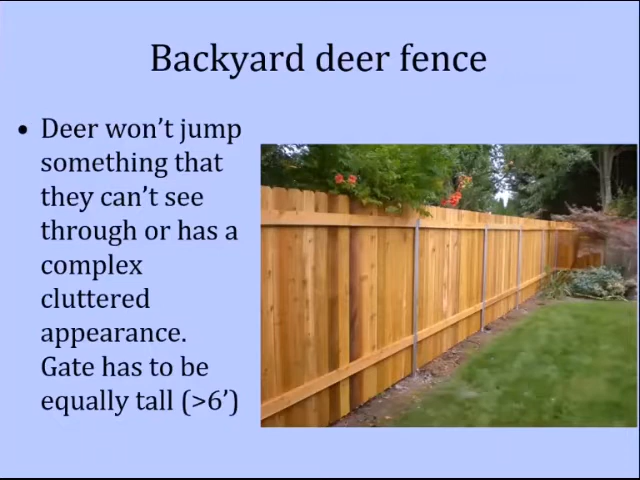 Backyard deer fence
• Deer won’t jump
something that
they can’t see
through or has a
complex
cluttered
appearance.
Gate has to be
equally tall (>6’)